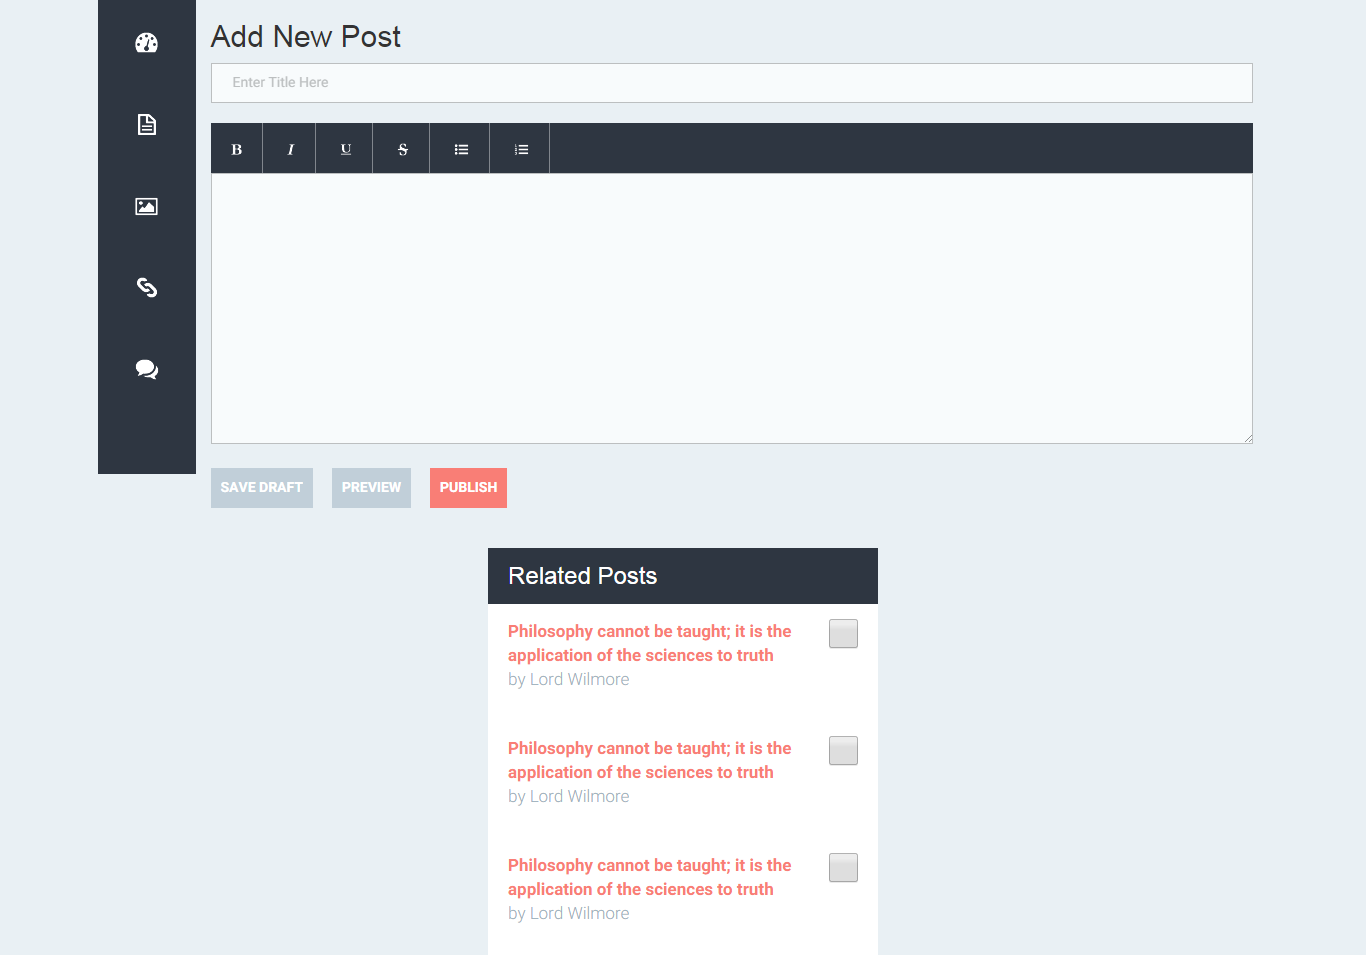 Add New Post
Enter Title Here
B I U S
SAVE DRAFT PREVIEW PUBLISH
Related Posts
Philosophy cannot be taught; it is the
application of the sciences to truth
by Lord Wilmore
Philosophy cannot be taught; it is the
application of the sciences to truth
by Lord Wilmore
Philosophy cannot be taught; it is the
application of the sciences to truth
by Lord Wilmore